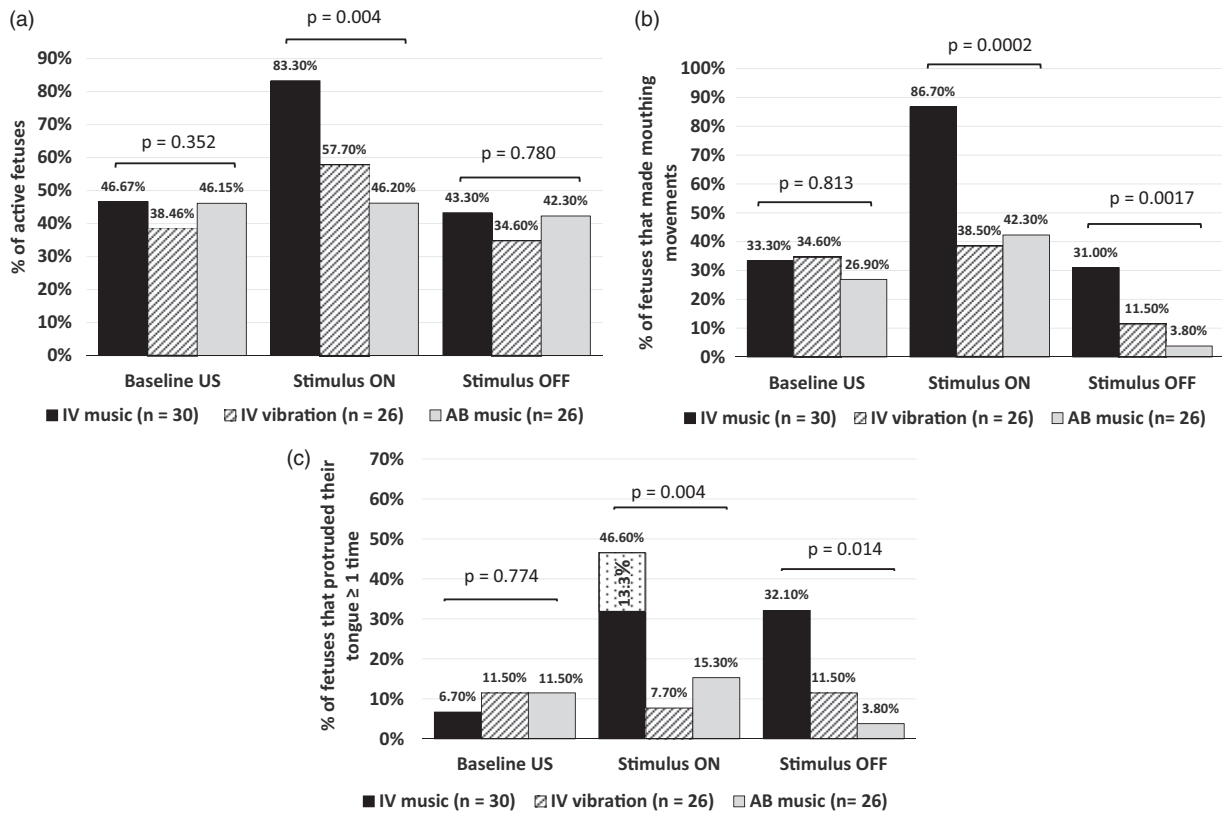 (a)
p = 0.004
% of active fetuses
90%
80%
70%
60%
50%
40%
30%
20%
10%
0%
p = 0.352
46.67%
38.46%
46.15%
83.30%
57.70%
46.20%
p = 0.780
43.30%
34.60%
42.30%
Baseline US
Stimulus ON
Stimulus OFF
IV music (n = 30)
IV vibration (n = 26)
AB music (n= 26)
(b)
p = 0.0002
% of fetuses that made mouthing
movements
100%
90%
80%
70%
60%
50%
40%
30%
20%
10%
0%
p = 0.813
33.30%
34.60%
26.90%
86.70%
38.50%
42.30%
p = 0.0017
31.00%
11.50%
3.80%
Baseline US
Stimulus ON
Stimulus OFF
IV music (n = 30)
IV vibration (n = 26)
AB music (n= 26)
(c)
% of fetuses that protruded their
tongue ≥ 1 time
70%
60%
50%
40%
30%
20%
10%
0%
p = 0.774
6.70%
11.50%
11.50%
p = 0.004
46.60%
13.3%
7.70%
15.30%
p = 0.014
32.10%
11.50%
3.80%
Baseline US
Stimulus ON
Stimulus OFF
IV music (n = 30)
IV vibration (n = 26)
AB music (n= 26)